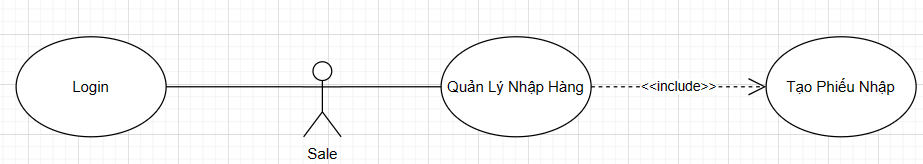 Login
Quản Lý Nhập Hàng
<<include>>
Tạo Phiếu Nhập
Sale